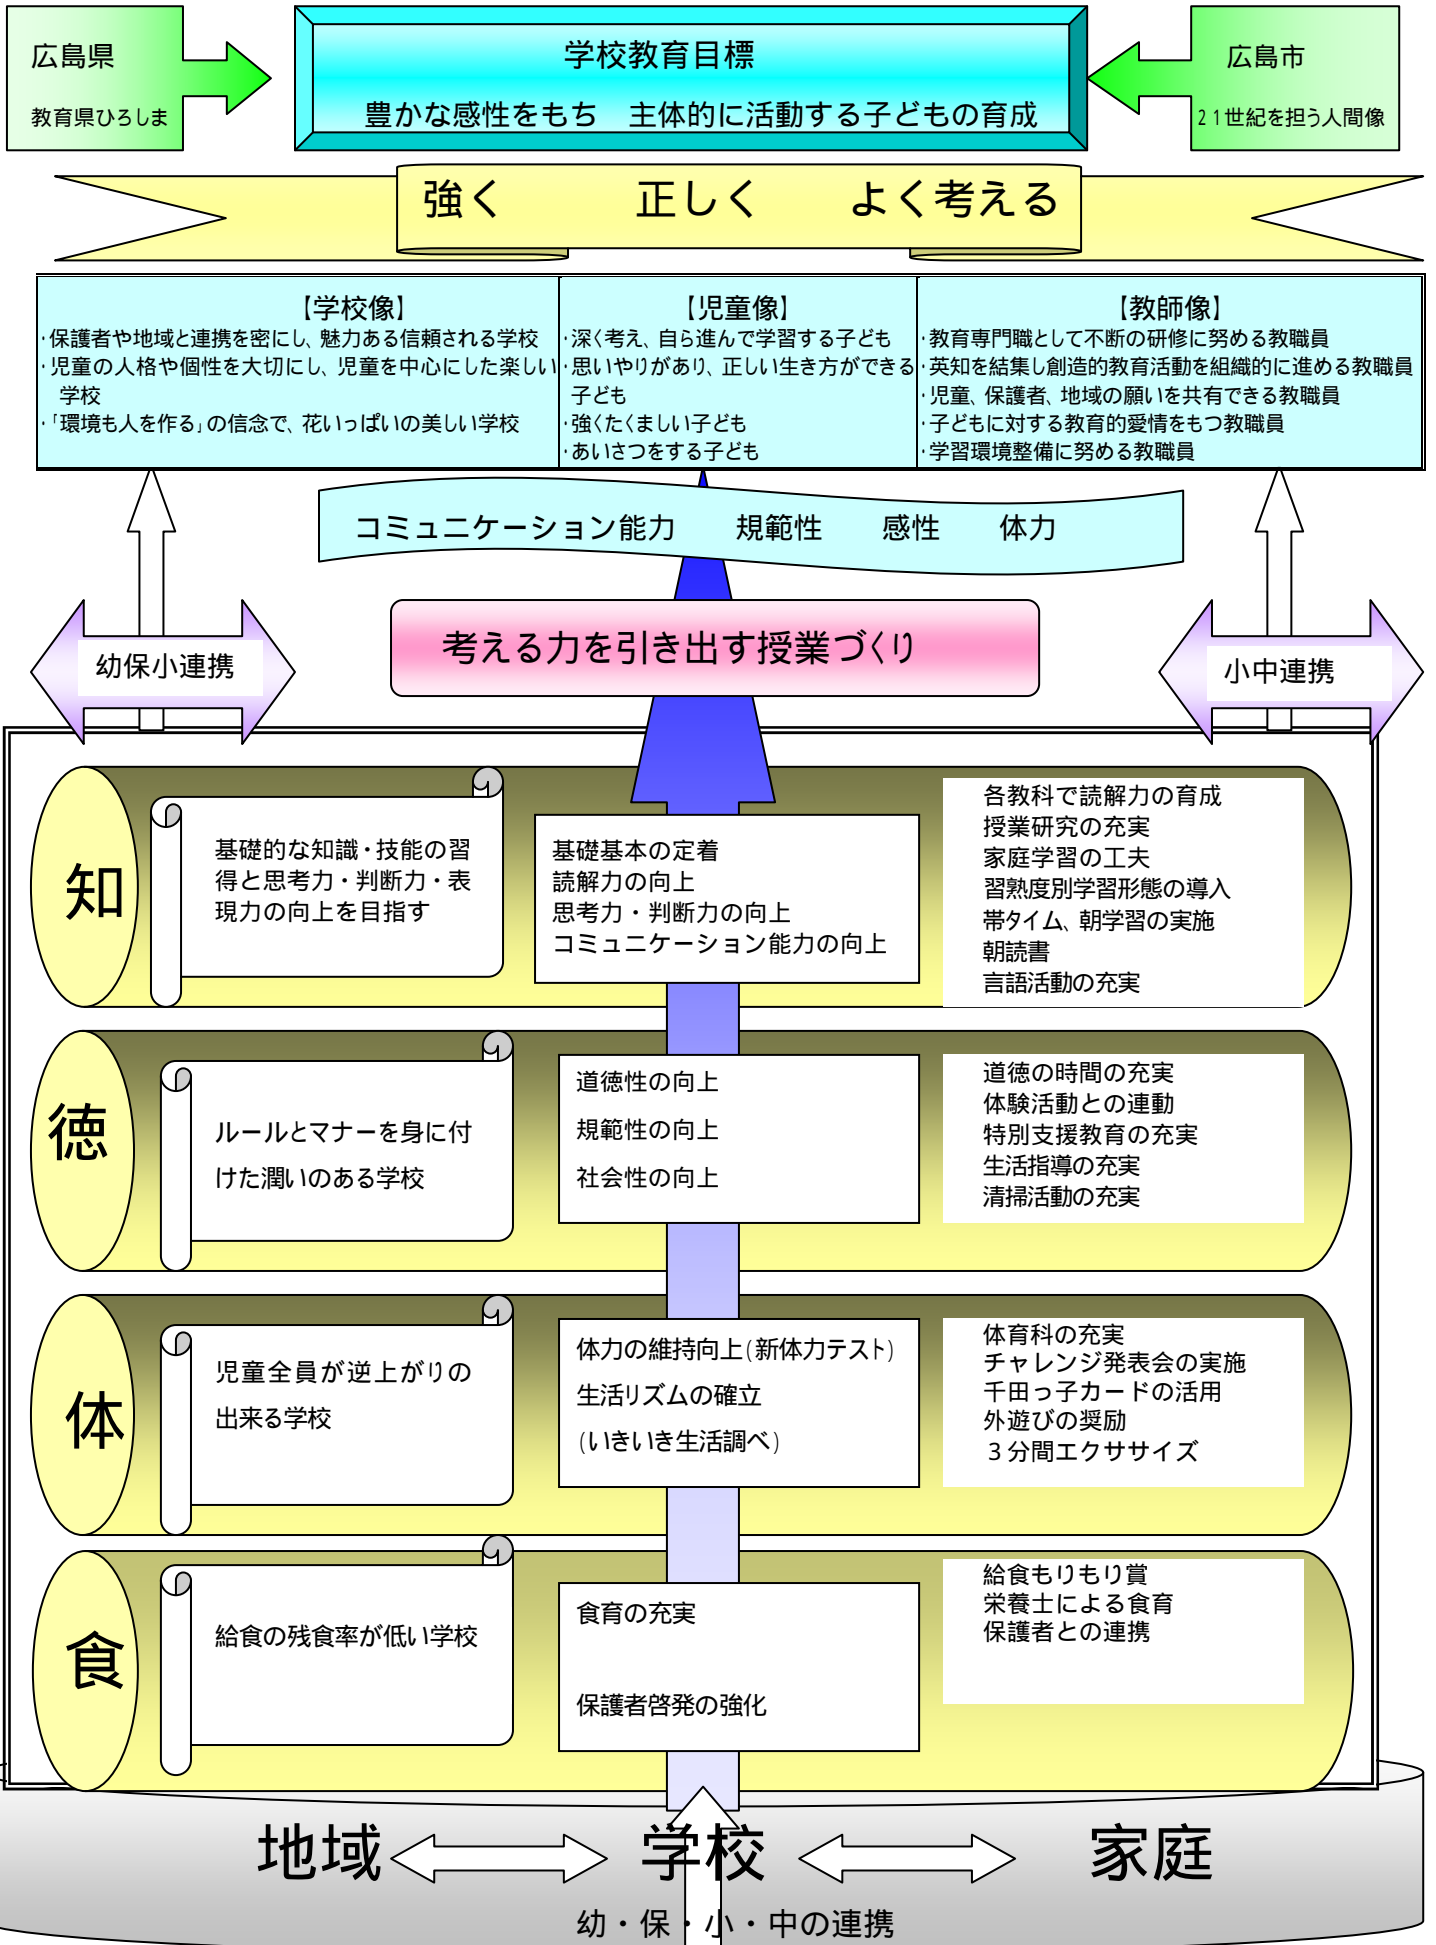 広島県
教育県ひろしま
学校教育目標
豊かな感性をもち　主体的に活動する子どもの育成
広島市
21世紀を担う人間像
強く　　　正しく　　よく考える
【学校像】
・保護者や地域と連携を密にし、魅力ある信頼される学校
・児童の人格や個性を大切にし、児童を中心にした楽しい
学校
・「環境も人を作る」の信念で、花いっぱいの美しい学校
【児童像】
・深く考え、自ら進んで学習する子ども
・思いやりがあり、正しい生き方ができる
子ども
・強くたくましい子ども
・あいさつをする子ども
【教師像】
・教育専門職として不断の研修に努める教職員
・英知を結集し創造的教育活動を組織的に進める教職員
・児童、保護者、地域の願いを共有できる教職員
・子どもに対する教育的愛情をもつ教職員
・学習環境整備に努める教職員
コミュニケーション能力　　規範性　　感性　　体力
考える力を引き出す授業づくり
幼保小連携
小中連携
知
基礎的な知識・技能の習
得と思考力・判断力・表
現力の向上を目指す
基礎基本の定着
読解力の向上
思考力・判断力の向上
コミュニケーション能力の向上
各教科で読解力の育成
授業研究の充実
家庭学習の工夫
習熟度別学習形態の導入
帯タイム、朝学習の実施
朝読書
言語活動の充実
徳
ルールとマナーを身に付
けた潤いのある学校
道徳性の向上
規範性の向上
社会性の向上
道徳の時間の充実
体験活動との連動
特別支援教育の充実
生活指導の充実
清掃活動の充実
体
児童全員が逆上がりの
出来る学校
体力の維持向上(新体力テスト)
生活リズムの確立
(いきいき生活調べ)
体育科の充実
チャレンジ発表会の実施
千田っ子カードの活用
外遊びの奨励
３分間エクササイズ
食
給食の残食率が低い学校
食育の充実
保護者啓発の強化
給食もりもり賞
栄養士による食育
保護者との連携
地域　学校　家庭
幼・保・小・中の連携